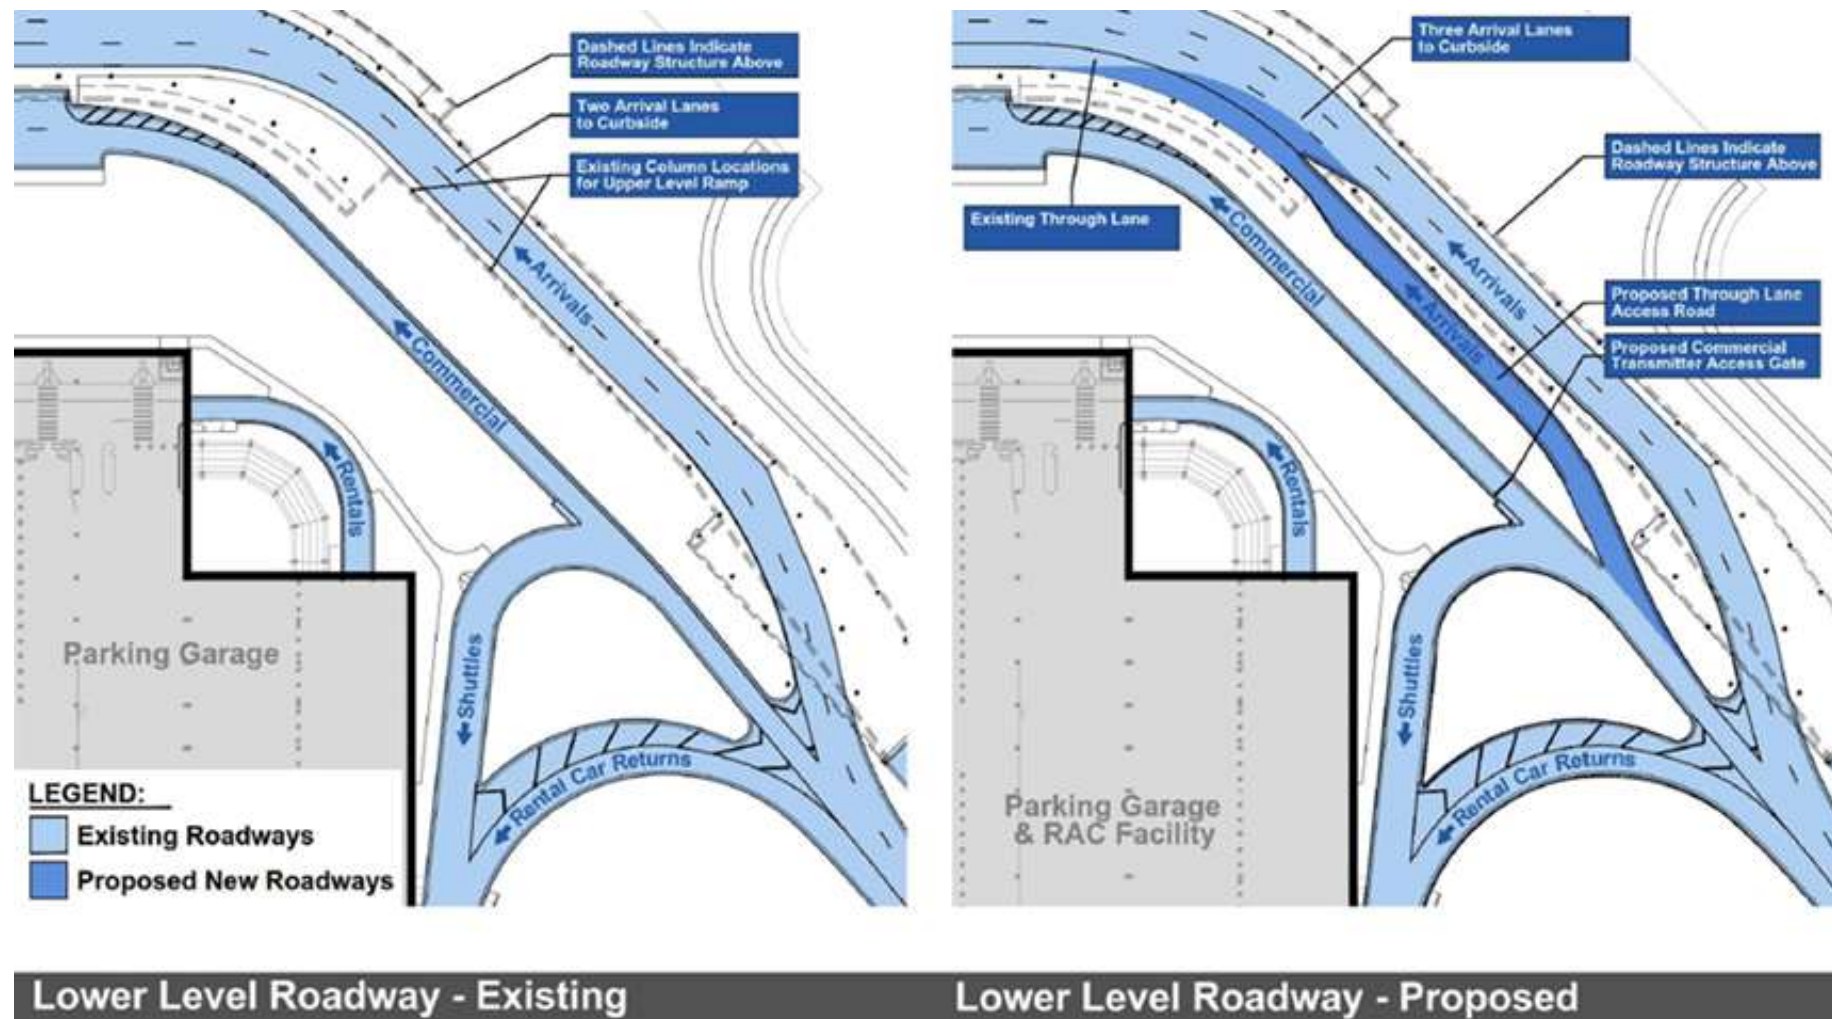 Dashed Lines Indicate
Roadway Structure Above
Two Arrival Lanes
to Curbside
Existing Column Locations
for Upper Level Ramp
Arrivals
Commercial
Rentals
Parking Garage
Shuttles
Rental Car Returns
LEGEND:
Existing Roadways
Proposed New Roadways
Lower Level Roadway - Existing
Three Arrival Lanes
to Curbside
Dashed Lines Indicate
Roadway Structure Above
Existing Through Lane
Commercial
Arrivals
Arrivals
Proposed Through Lane
Access Road
Proposed Commercial
Transmitter Access Gate
Rentals
Shuttles
Rental Car Returns
Parking Garage
& RAC Facility
Lower Level Roadway - Proposed